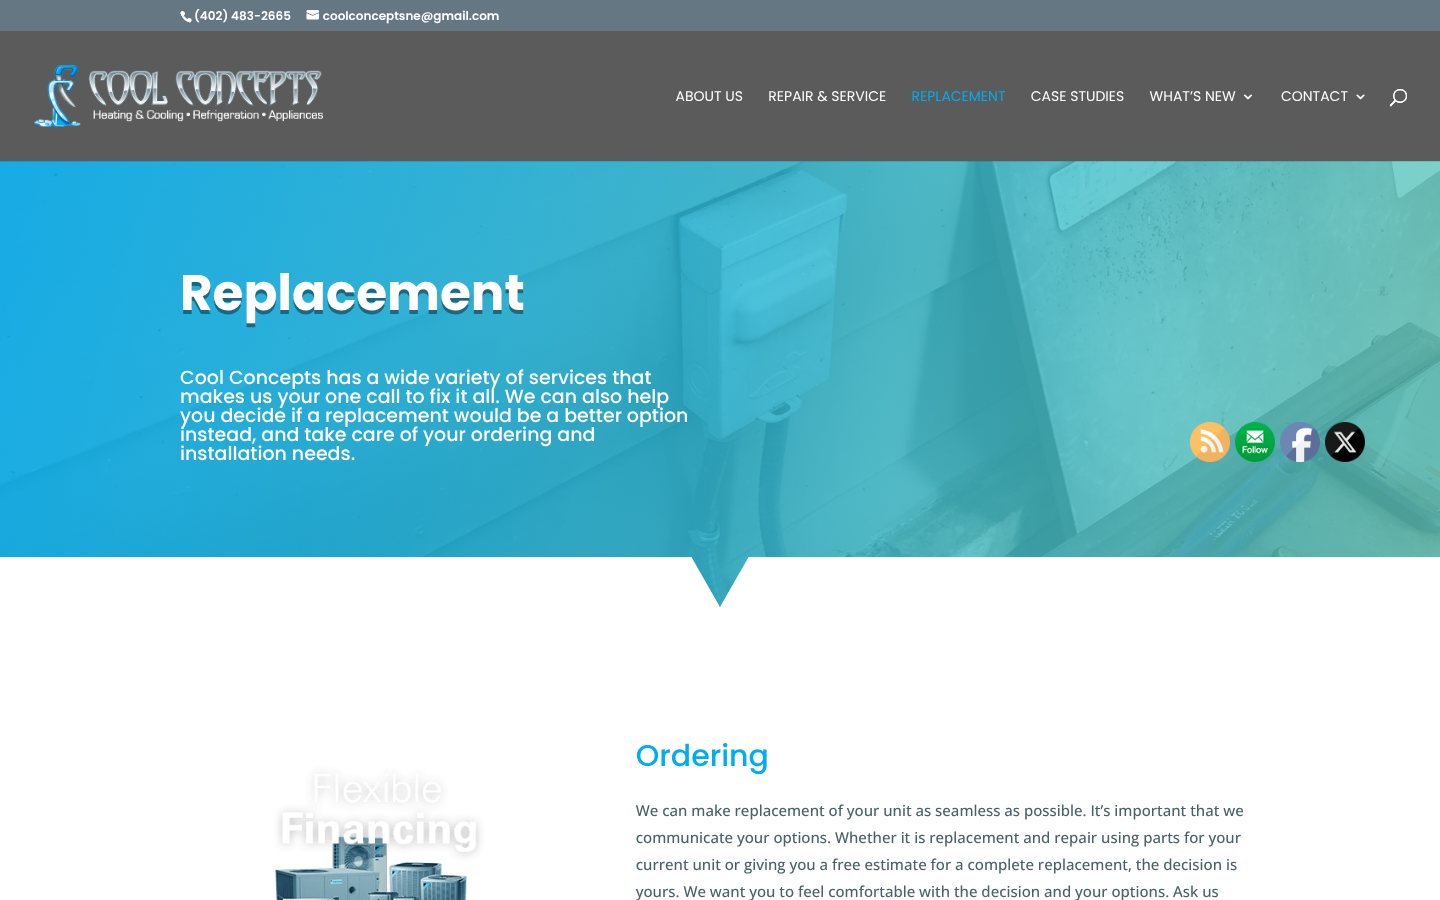 (402) 483-2665 coolconceptsne@gmail.com
COOL CONCEPTS
Heating & Cooling • Refrigeration • Appliances
ABOUT US REPAIR & SERVICE REPLACEMENT CASE STUDIES WHAT’S NEW CONTACT
Replacement
Cool Concepts has a wide variety of services that
makes us your one call to fix it all. We can also help
you decide if a replacement would be a better option
instead, and take care of your ordering and
installation needs.
Follow
Ordering
Flexible
Financing
We can make replacement of your unit as seamless as possible. It’s important that we
communicate your options. Whether it is replacement and repair using parts for your
current unit or giving you a free estimate for a complete replacement, the decision is
yours. We want you to feel comfortable with the decision and your options. Ask us